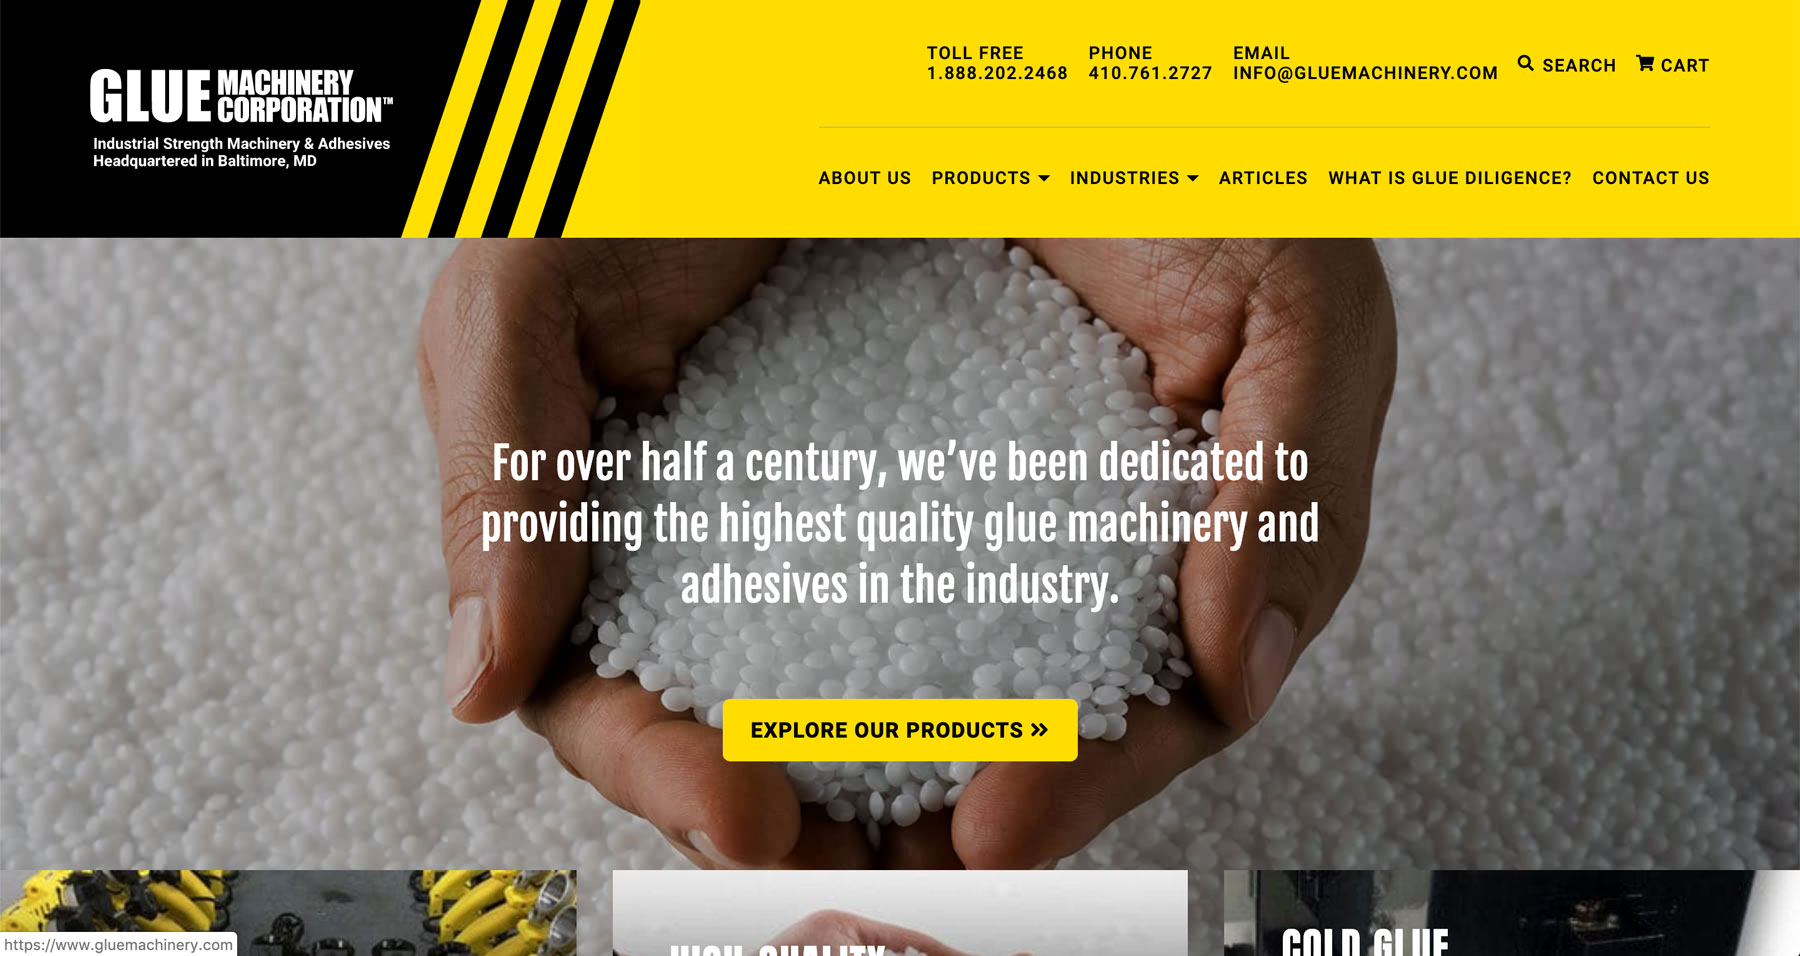 GLUE MACHINERY CORPORATION™
Industrial Strength Machinery & Adhesives
Headquartered in Baltimore, MD
TOLL FREE
1.888.202.2468
PHONE
410.761.2727
EMAIL
INFO@GLUEMACHINERY.COM
SEARCH
CART
ABOUT US
PRODUCTS
INDUSTRIES
ARTICLES
WHAT IS GLUE DILIGENCE?
CONTACT US
For over half a century, we’ve been dedicated to
providing the highest quality glue machinery and
adhesives in the industry.
EXPLORE OUR PRODUCTS »
HIGH-QUALITY
COLD GLUE
https://www.gluemachinery.com